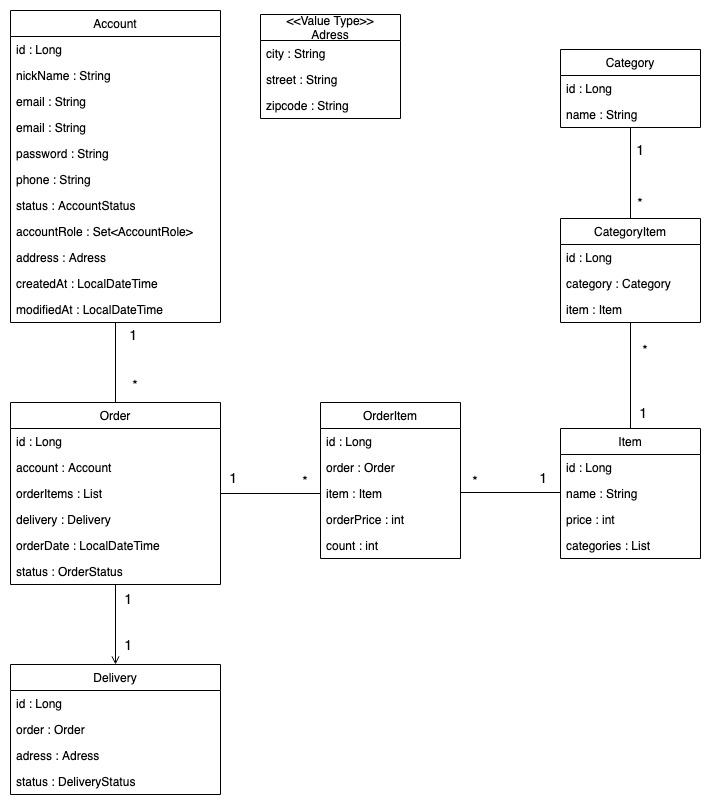 Account
id : Long
nickName : String
email : String
email : String
password : String
phone : String
status : AccountStatus
accountRole : Set<AccountRole>
address : Adress
createdAt : LocalDateTime
modifiedAt : LocalDateTime
<<Value Type>>
Adress
city : String
street : String
zipcode : String
Category
id : Long
name : String
1
*
CategoryItem
id : Long
category : Category
item : Item
*
1
1
*
Order
id : Long
account : Account
orderItems : List
delivery : Delivery
orderDate : LocalDateTime
status : OrderStatus
1
*
OrderItem
id : Long
order : Order
item : Item
orderPrice : int
count : int
*
1
Item
id : Long
name : String
price : int
categories : List
1
1
Delivery
id : Long
order : Order
adress : Adress
status : DeliveryStatus